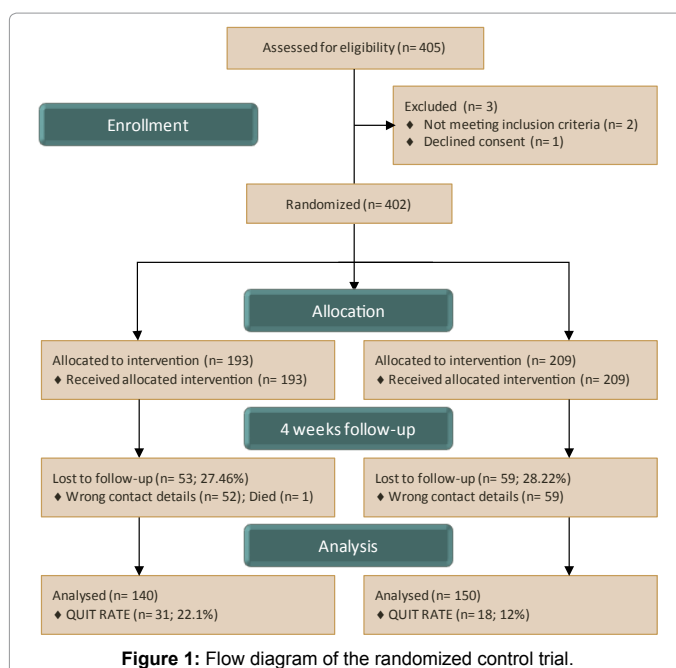 Assessed for eligibility (n= 405)
Enrollment
Excluded (n= 3)
♦ Not meeting inclusion criteria (n= 2)
♦ Declined consent (n= 1)
Randomized (n= 402)
Allocation
Allocated to intervention (n= 193)
♦ Received allocated intervention (n= 193)
Allocated to intervention (n= 209)
♦ Received allocated intervention (n= 209)
4 weeks follow-up
Lost to follow-up (n= 53; 27.46%)
♦ Wrong contact details (n= 52); Died (n= 1)
Lost to follow-up (n= 59; 28.22%)
♦ Wrong contact details (n= 59)
Analysis
Analysed (n= 140)
♦ QUIT RATE (n= 31; 22.1%)
Analysed (n= 150)
♦ QUIT RATE (n= 18; 12%)
Figure 1: Flow diagram of the randomized control trial.